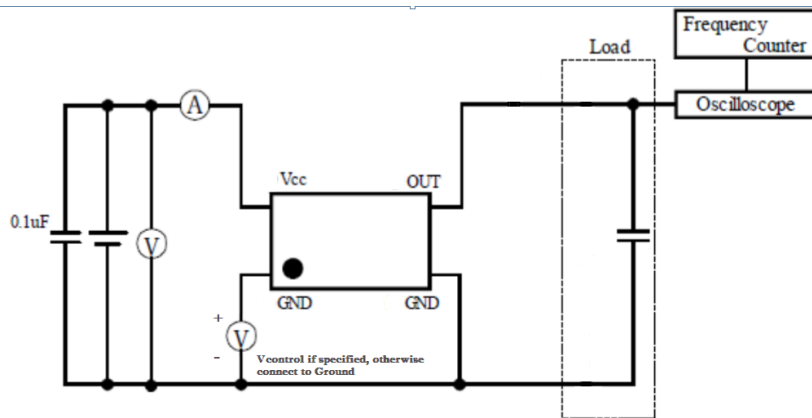 Frequency
Counter
Load
Oscilloscope
A
Vcc
OUT
0.1uF
V
GND
GND
+
V
-
Vcontrol if specified, otherwise
connect to Ground